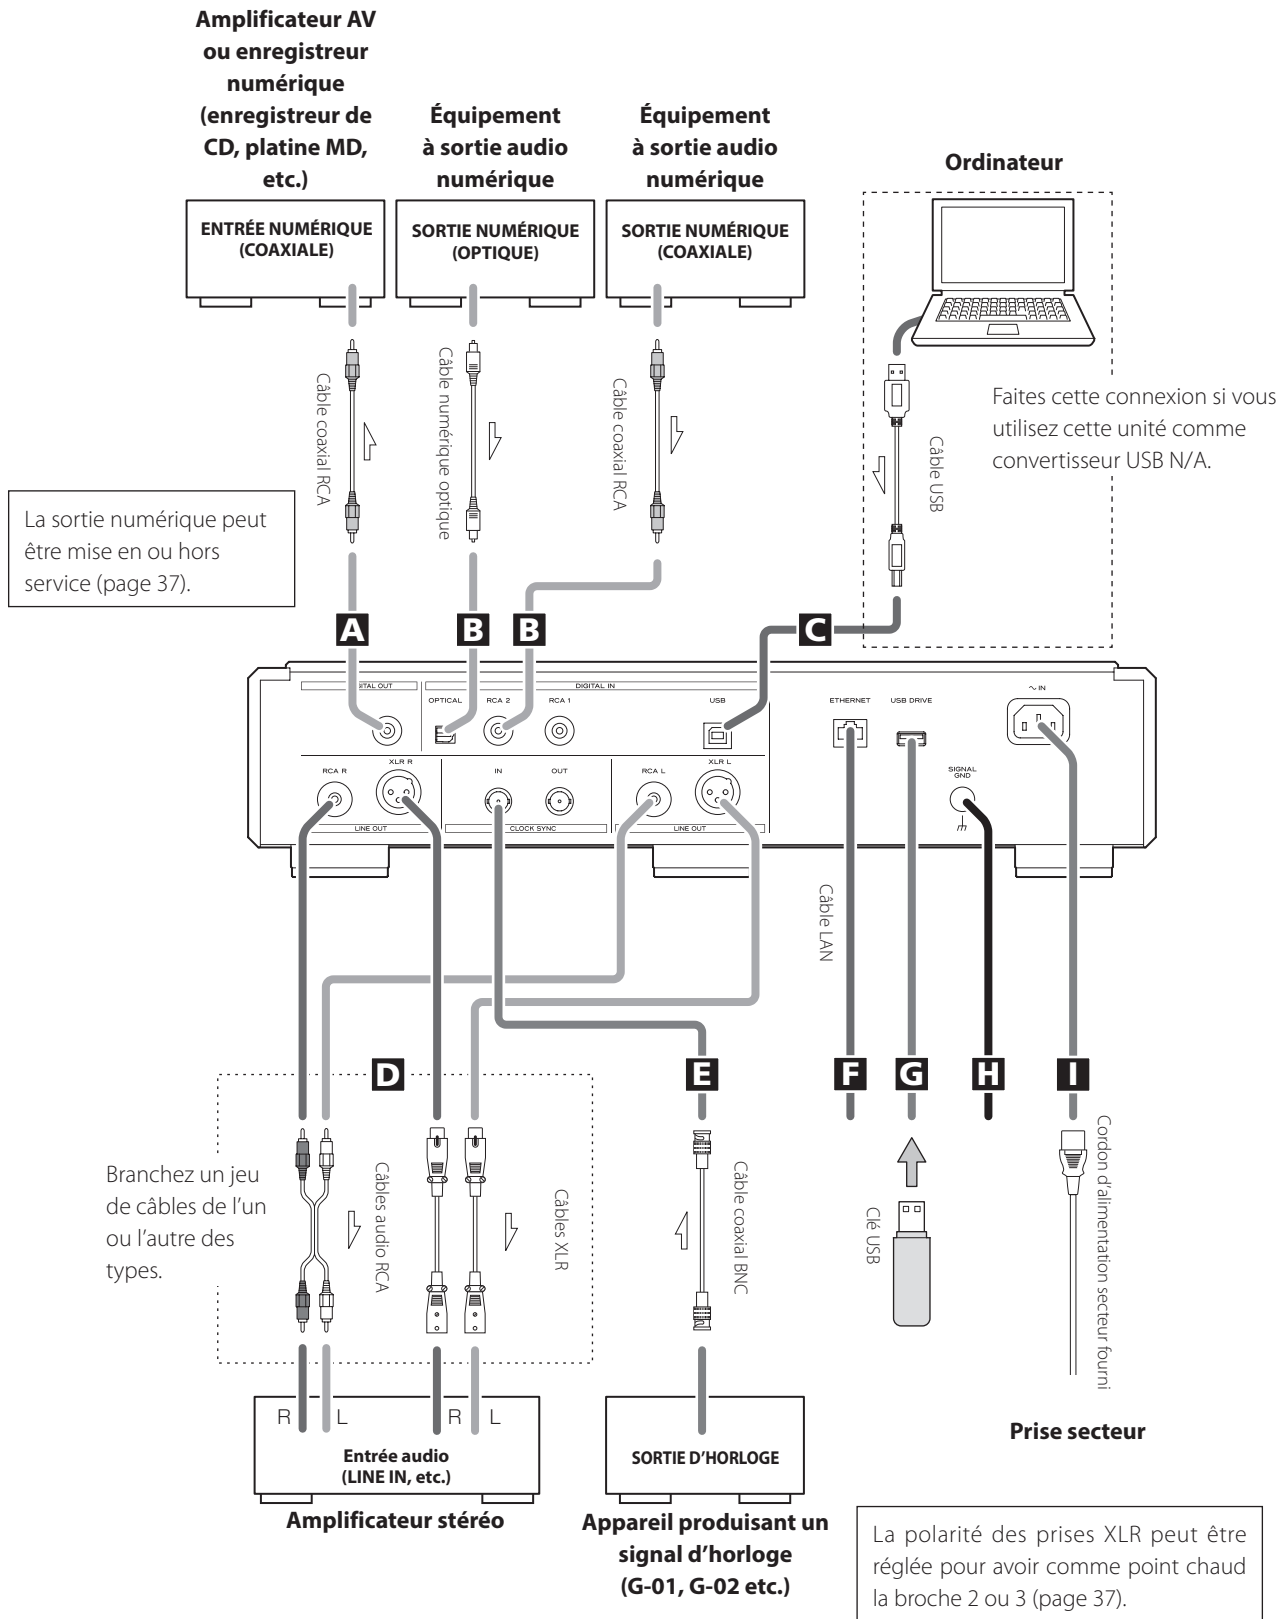 Amplificateur AV
ou enregistreur
numérique
(enregistreur de
CD, platine MD,
etc.)
Équipement
à sortie audio
numérique
Équipement
à sortie audio
numérique
Ordinateur
ENTRÉE NUMÉRIQUE
(COAXIALE)
SORTIE NUMÉRIQUE
(OPTIQUE)
SORTIE NUMÉRIQUE
(COAXIALE)
Câble coaxial RCA
Câble numérique optique
Câble coaxial RCA
Câble USB
Faites cette connexion si vous
utilisez cette unité comme
convertisseur USB N/A.
La sortie numérique peut
être mise en ou hors
service (page 37).
A
B
B
C
ITAL OUT
DIGITAL IN
OPTICAL
RCA 2
RCA 1
USB
ETHERNET
USB DRIVE
~ IN
RCA R
XLR R
IN
OUT
RCA L
XLR L
SIGNAL
GND
LINE OUT
CLOCK SYNC
LINE OUT
Câble LAN
D
E
F
G
H
I
Branchez un jeu
de câbles de l'un
ou l'autre des
types.
Câbles audio RCA
Câbles XLR
Câble coaxial BNC
Clé USB
Cordon d'alimentation secteur fourni
R
L
R
L
Entrée audio
(LINE IN, etc.)
SORTIE D'HORLOGE
Prise secteur
Amplificateur stéréo
Appareil produisant un
signal d'horloge
(G-01, G-02 etc.)
La polarité des prises XLR peut être
réglée pour avoir comme point chaud
la broche 2 ou 3 (page 37).